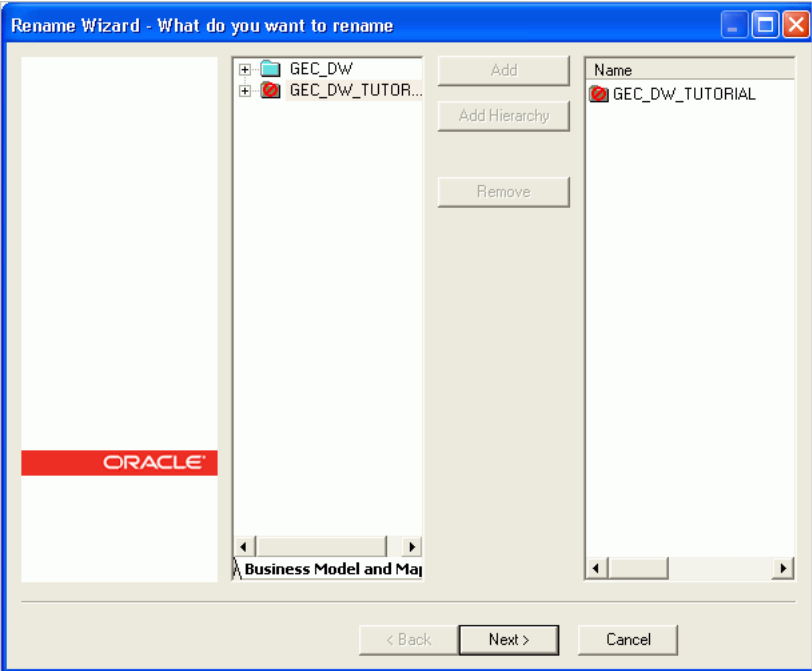 Rename Wizard - What do you want to rename
GEC_DW
GEC_DW_TUTOR...
Add
Add Hierarchy
Remove
Name
GEC_DW_TUTORIAL
ORACLE
Business Model and Map
< Back
Next >
Cancel